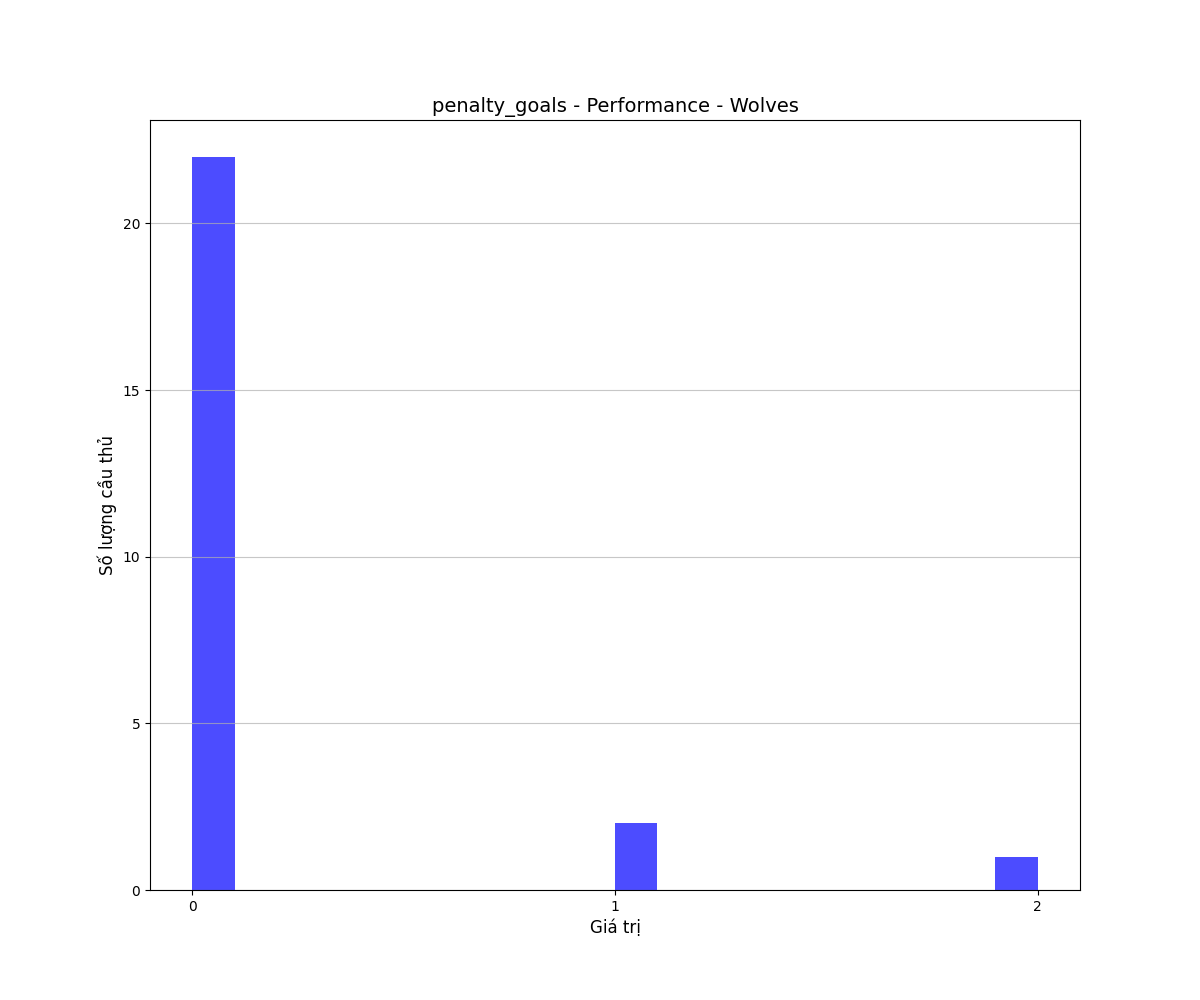 penalty_goals - Performance - Wolves
20
15
10
5
0
Số lượng cầu thủ
0 1 2
Giá trị